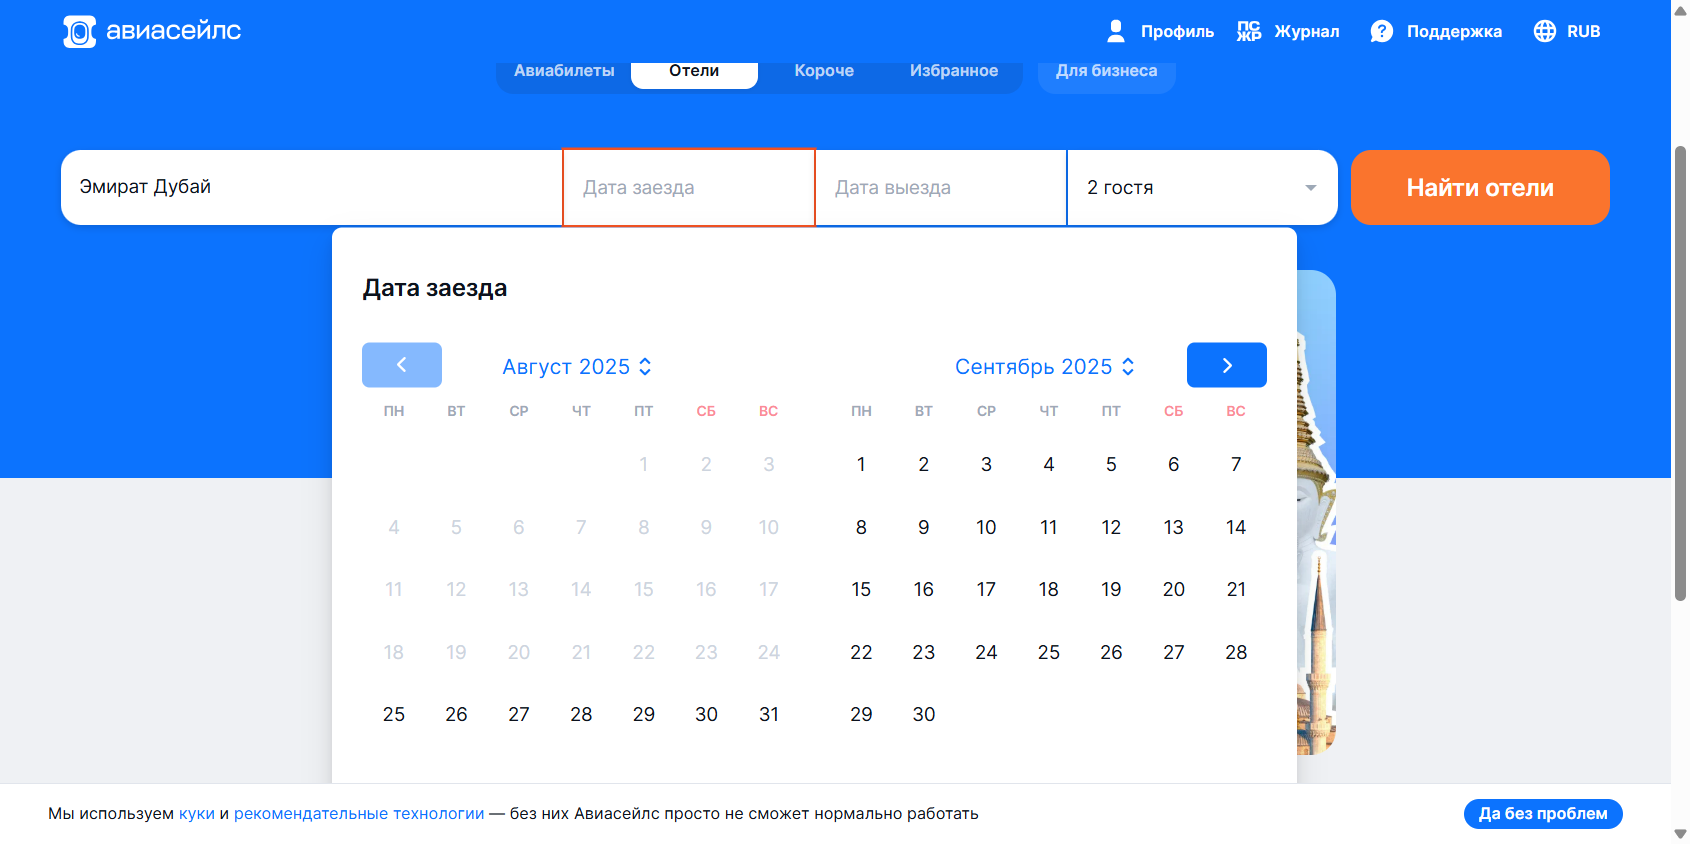 авиасейлс
Профиль ПСЖР Журнал Поддержка RUB
Авиабилеты Отели Короче Избранное Для бизнеса
Эмират Дубай Дата заезда Дата выезда 2 гостя Найти отели
Дата заезда
Август 2025 Сентябрь 2025
ПН ВТ СР ЧТ ПТ СБ ВС ПН ВТ СР ЧТ ПТ СБ ВС
1 2 3 1 2 3 4 5 6 7
4 5 6 7 8 9 10 8 9 10 11 12 13 14
11 12 13 14 15 16 17 15 16 17 18 19 20 21
18 19 20 21 22 23 24 22 23 24 25 26 27 28
25 26 27 28 29 30 31 29 30
Мы используем куки и рекомендательные технологии — без них Авиасейлс просто не сможет нормально работать Да без проблем